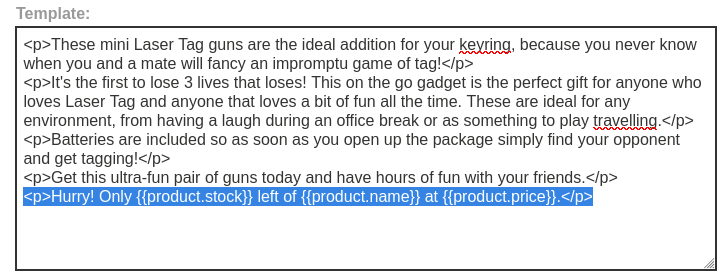 Template:
<p>These mini Laser Tag guns are the ideal addition for your keyring, because you never know
when you and a mate will fancy an impromptu game of tag!</p>
<p>It's the first to lose 3 lives that loses! This on the go gadget is the perfect gift for anyone who
loves Laser Tag and anyone that loves a bit of fun all the time. These are ideal for any
environment, from having a laugh during an office break or as something to play travelling.</p>
<p>Batteries are included so as soon as you open up the package simply find your opponent
and get tagging!</p>
<p>Get this ultra-fun pair of guns today and have hours of fun with your friends.</p>
<p>Hurry! Only {{product.stock}} left of {{product.name}} at {{product.price}}.</p>